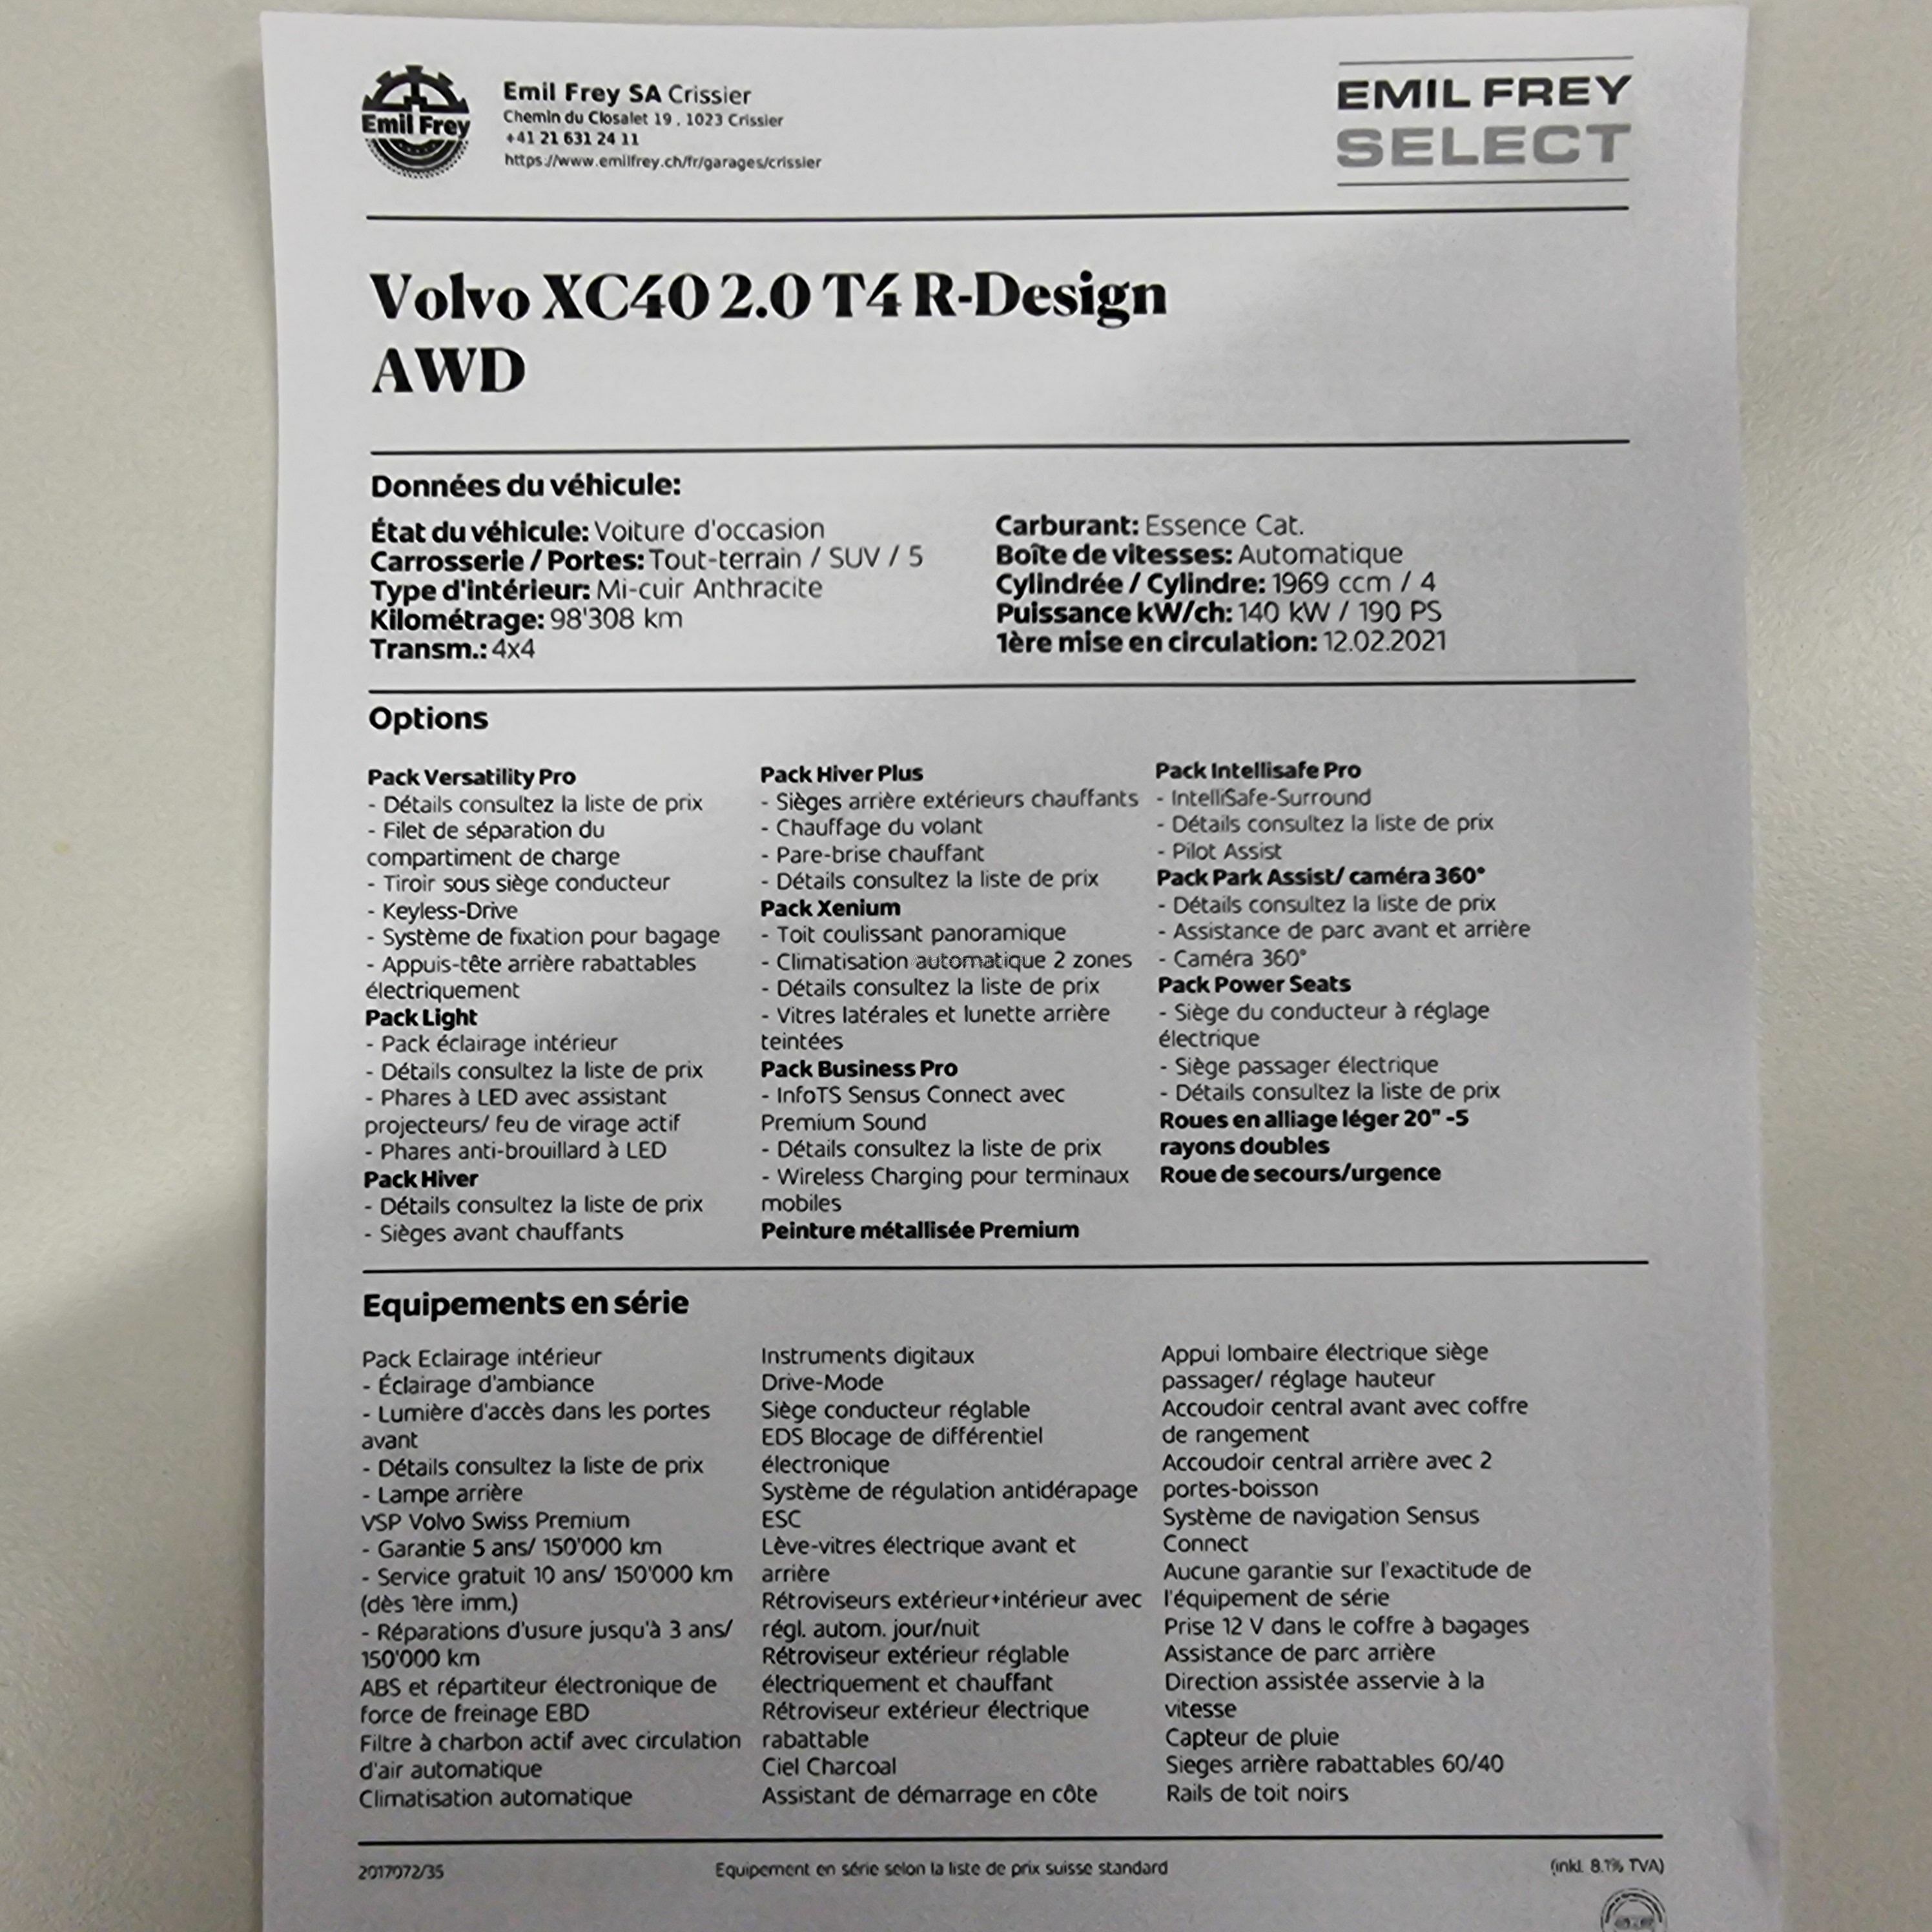 Emil Frey
Emil Frey SA Crissier
Chemin du Closalet 19 . 1023 Crissier
+41 21 631 24 11
https://www.emilfrey.ch/fr/garages/crissier
EMIL FREY
SELECT
Volvo XC40 2.0 T4 R-Design
AWD
Données du véhicule:
État du véhicule: Voiture d'occasion
Carrosserie / Portes: Tout-terrain / SUV / 5
Type d'intérieur: Mi-cuir Anthracite
Kilométrage: 98'308 km
Transm.: 4x4
Carburant: Essence Cat.
Boîte de vitesses: Automatique
Cylindrée / Cylindre: 1969 ccm / 4
Puissance kW/ch: 140 kW / 190 PS
1ère mise en circulation: 12.02.2021
Options
Pack Versatility Pro
- Détails consultez la liste de prix
- Filet de séparation du
compartiment de charge
- Tiroir sous siège conducteur
- Keyless-Drive
- Système de fixation pour bagage
- Appuis-tête arrière rabattables
électriquement
Pack Light
- Pack éclairage intérieur
- Détails consultez la liste de prix
- Phares à LED avec assistant
projecteurs/ feu de virage actif
- Phares anti-brouillard à LED
Pack Hiver
- Détails consultez la liste de prix
- Sièges avant chauffants
Pack Hiver Plus
- Sièges arrière extérieurs chauffants
- Chauffage du volant
- Pare-brise chauffant
- Détails consultez la liste de prix
Pack Xenium
- Toit coulissant panoramique
- Climatisation automatique 2 zones
- Détails consultez la liste de prix
- Vitres latérales et lunette arrière
teintées
Pack Business Pro
- InfoTS Sensus Connect avec
Premium Sound
- Détails consultez la liste de prix
- Wireless Charging pour terminaux
mobiles
Peinture métallisée Premium
Pack Intellisafe Pro
- IntelliSafe-Surround
- Détails consultez la liste de prix
- Pilot Assist
Pack Park Assist/ caméra 360°
- Détails consultez la liste de prix
- Assistance de parc avant et arrière
- Caméra 360°
Pack Power Seats
- Siège du conducteur à réglage
électrique
- Siège passager électrique
- Détails consultez la liste de prix
Roues en alliage léger 20" -5
rayons doubles
Roue de secours/urgence
Equipements en série
Pack Eclairage intérieur
- Éclairage d'ambiance
- Lumière d'accès dans les portes
avant
- Détails consultez la liste de prix
- Lampe arrière
VSP Volvo Swiss Premium
- Garantie 5 ans/ 150'000 km
- Service gratuit 10 ans/ 150'000 km
(dès 1ère imm.)
- Réparations d'usure jusqu'à 3 ans/
150'000 km
ABS et répartiteur électronique de
force de freinage EBD
Filtre à charbon actif avec circulation
d'air automatique
Climatisation automatique
Instruments digitaux
Drive-Mode
Siège conducteur réglable
EDS Blocage de différentiel
électronique
Système de régulation antidérapage
ESC
Lève-vitres électrique avant et
arrière
Rétroviseurs extérieur+intérieur avec
régl. autom. jour/nuit
Rétroviseur extérieur réglable
électriquement et chauffant
Rétroviseur extérieur électrique
rabattable
Ciel Charcoal
Assistant de démarrage en côte
Appui lombaire électrique siège
passager/ réglage hauteur
Accoudoir central avant avec coffre
de rangement
Accoudoir central arrière avec 2
portes-boisson
Système de navigation Sensus
Connect
Aucune garantie sur l'exactitude de
l'équipement de série
Prise 12 V dans le coffre à bagages
Assistance de parc arrière
Direction assistée asservie à la
vitesse
Capteur de pluie
Sieges arrière rabattables 60/40
Rails de toit noirs
2017072/35
Equipement en série selon la liste de prix suisse standard
(inkl. 8.1% TVA)